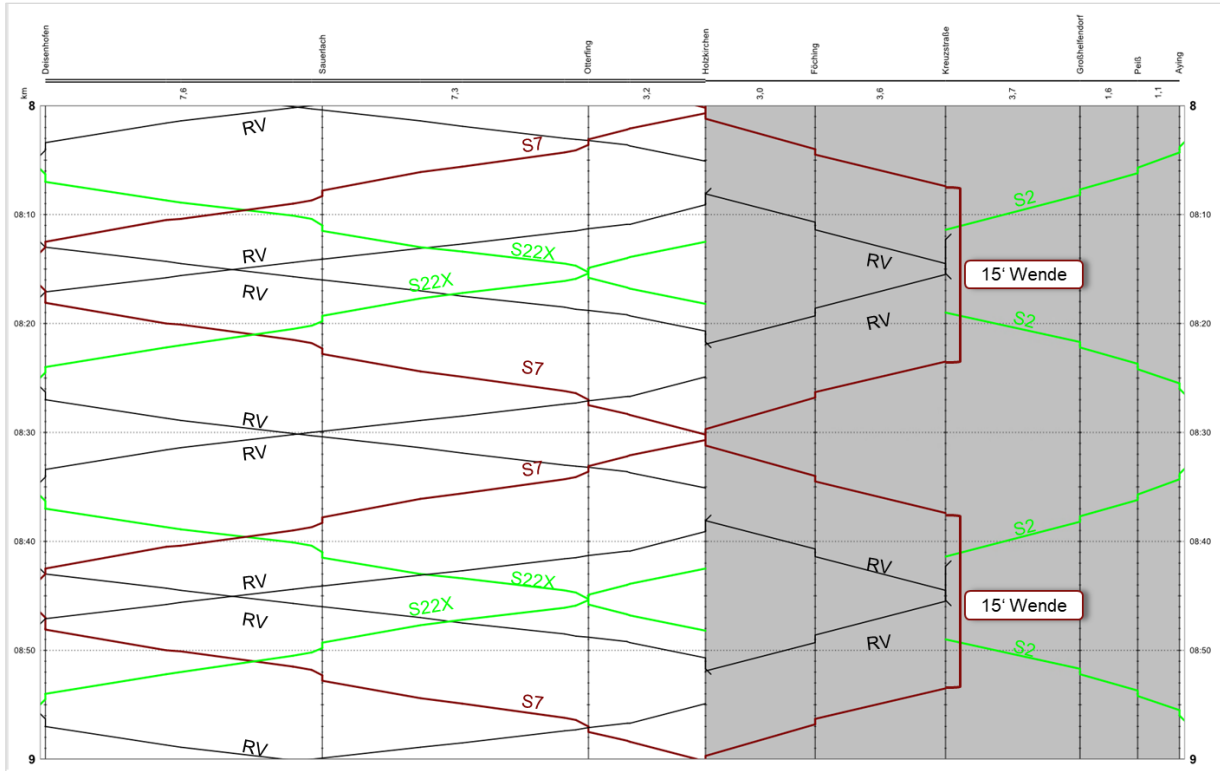 Deisenhofen
Sauerlach
Otterfing
Holzkirchen
Föching
Kreuzstraße
Großhelfendorf
Peiß
Aying
km
7,6
7,3
3,2
3,0
3,6
3,7
1,6
1,1
8
8
RV
S7
S2
08:10
08:10
RV
S22X
RV
S22X
RV
15' Wende
RV
S2
08:20
08:20
S7
RV
08:30
08:30
RV
S7
S2
08:40
08:40
RV
S22X
RV
S22X
RV
15' Wende
RV
S2
08:50
08:50
S7
RV
9
9